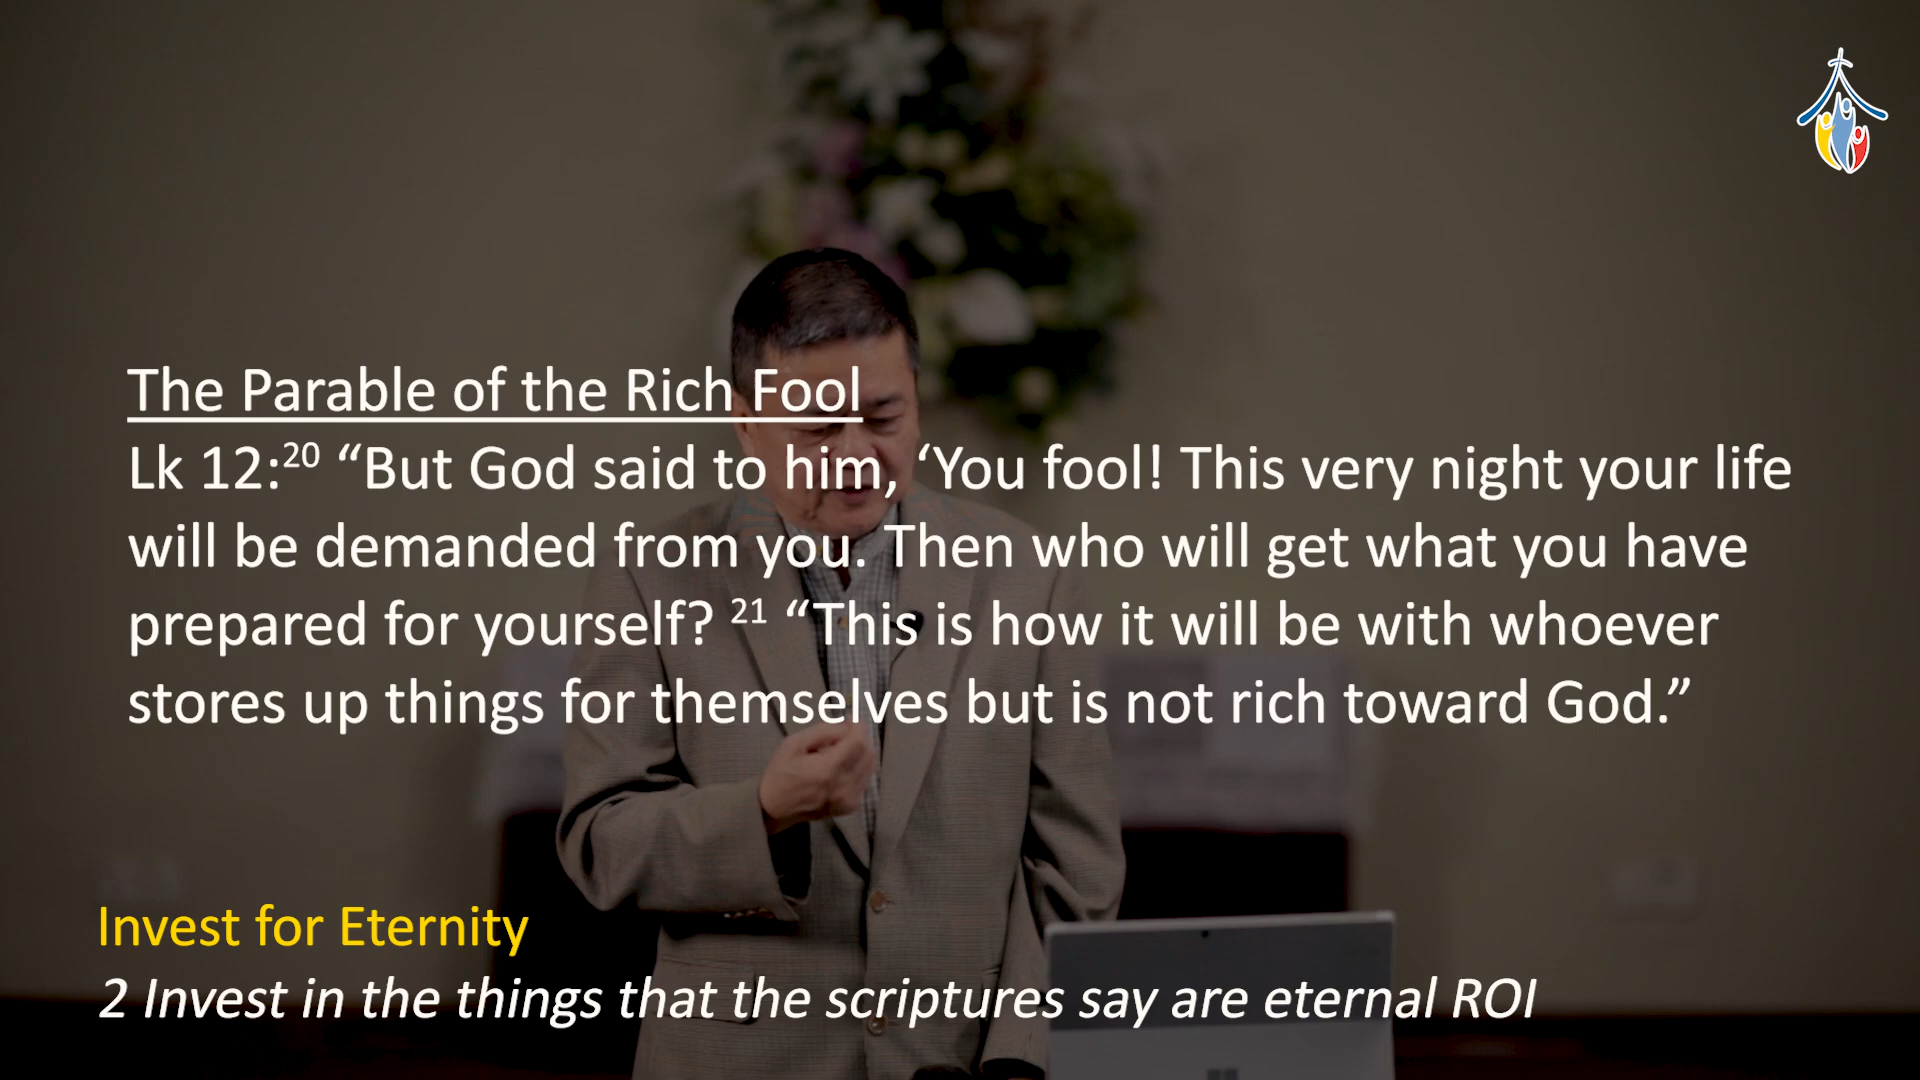 The Parable of the Rich Fool
Lk 12:20 “But God said to him, ‘You fool! This very night your life
will be demanded from you. Then who will get what you have
prepared for yourself? 21 “This is how it will be with whoever
stores up things for themselves but is not rich toward God.”
Invest for Eternity
2 Invest in the things that the scriptures say are eternal ROI